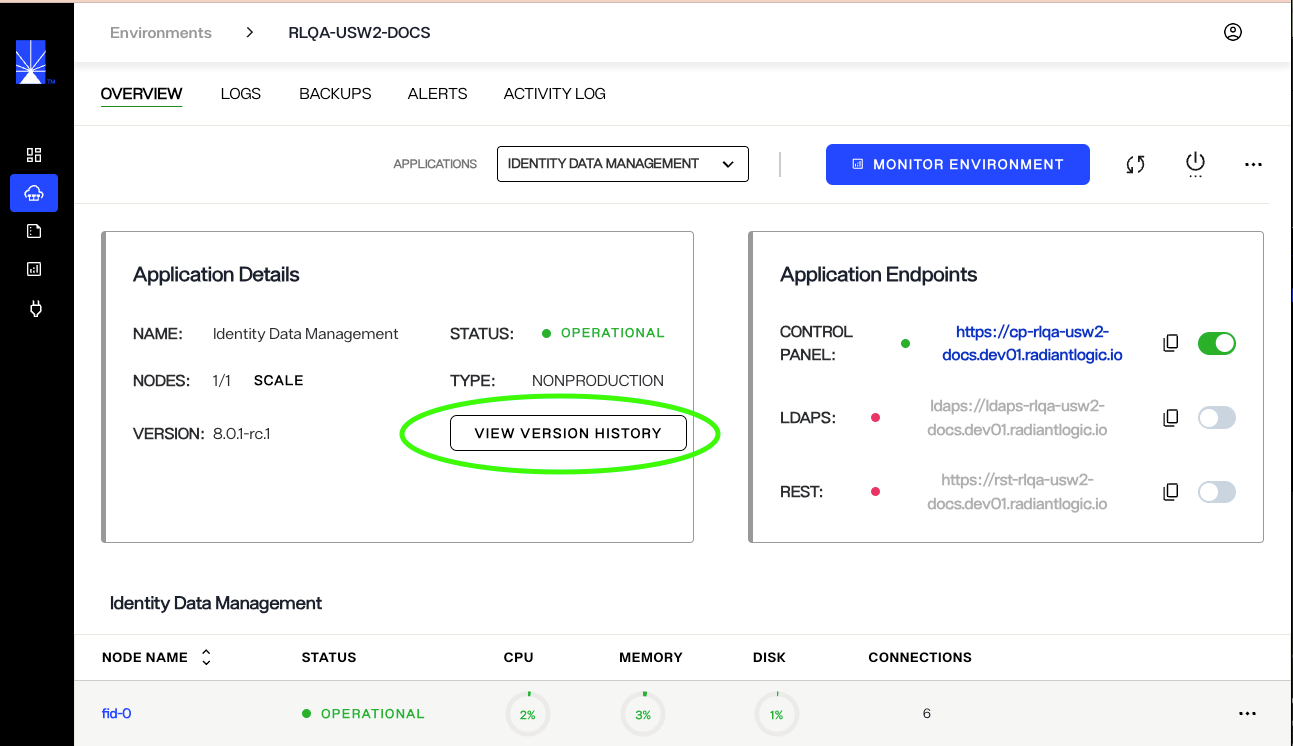 Environments > RLQA-USW2-DOCS
OVERVIEW LOGS BACKUPS ALERTS ACTIVITY LOG
APPLICATIONS IDENTITY DATA MANAGEMENT MONITOR ENVIRONMENT
Application Details
NAME: Identity Data Management STATUS: OPERATIONAL
NODES: 1/1 SCALE TYPE: NONPRODUCTION
VERSION: 8.0.1-rc.1 VIEW VERSION HISTORY
Application Endpoints
CONTROL PANEL: https://cp-rlqa-usw2-
docs.dev01.radiantlogic.io
LDAPS: ldaps://ldaps-rlqa-usw2-
docs.dev01.radiantlogic.io
REST: https://rst-rlqa-usw2-
docs.dev01.radiantlogic.io
Identity Data Management
NODE NAME STATUS CPU MEMORY DISK CONNECTIONS
fid-0 OPERATIONAL 2% 3% 1% 6